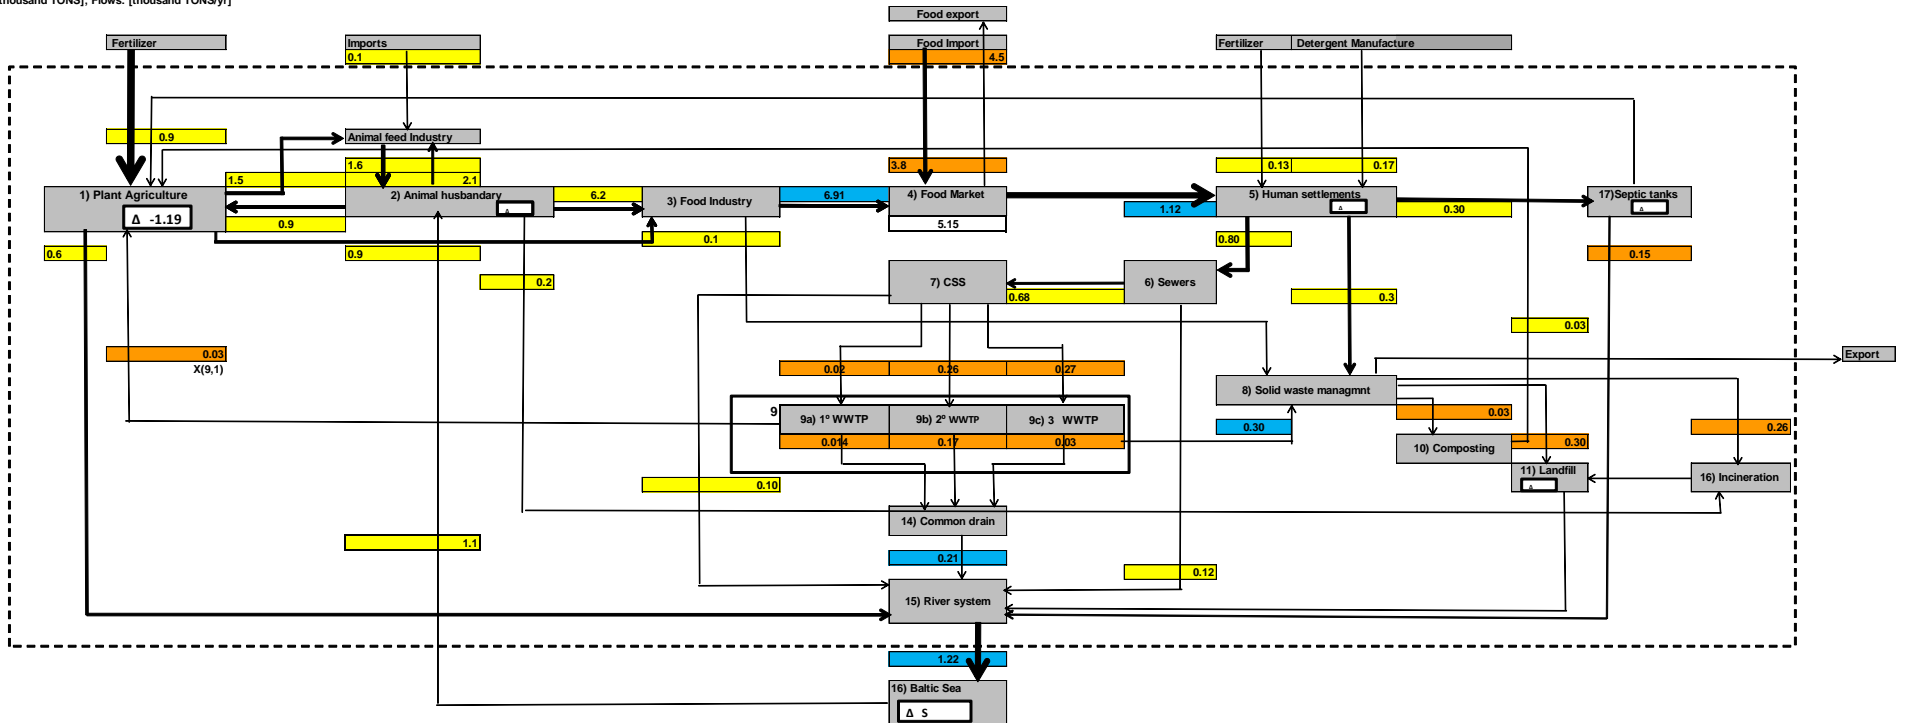 thousand TONS], Flows: [thousand TONS/yr]
Food export
Fertilizer
Imports
Food Import
Fertilizer
Detergent Manufacture
0.1
4.5
0.9
Animal feed Industry
1.6
3.8
0.13
0.17
1.5
2.1
1) Plant Agriculture
2) Animal husbandary
6.2
3) Food Industry
6.91
4) Food Market
5) Human settlements
17)Septic tanks
Δ -1.19
Δ
1.12
Δ
0.30
Δ
0.9
5.15
0.1
0.80
0.6
0.9
0.15
0.2
7) CSS
6) Sewers
0.68
0.3
0.03
0.03
X(9,1)
Export
0.02
0.26
0.27
8) Solid waste managmnt
9
9a) 1º WWTP
9b) 2º WWTP
9c) 3 WWTP
0.03
0.014
0.17
0.03
0.30
0.26
10) Composting
0.30
11) Landfill
Δ
16) Incineration
0.10
14) Common drain
1.1
0.21
0.12
15) River system
1.22
16) Baltic Sea
Δ S